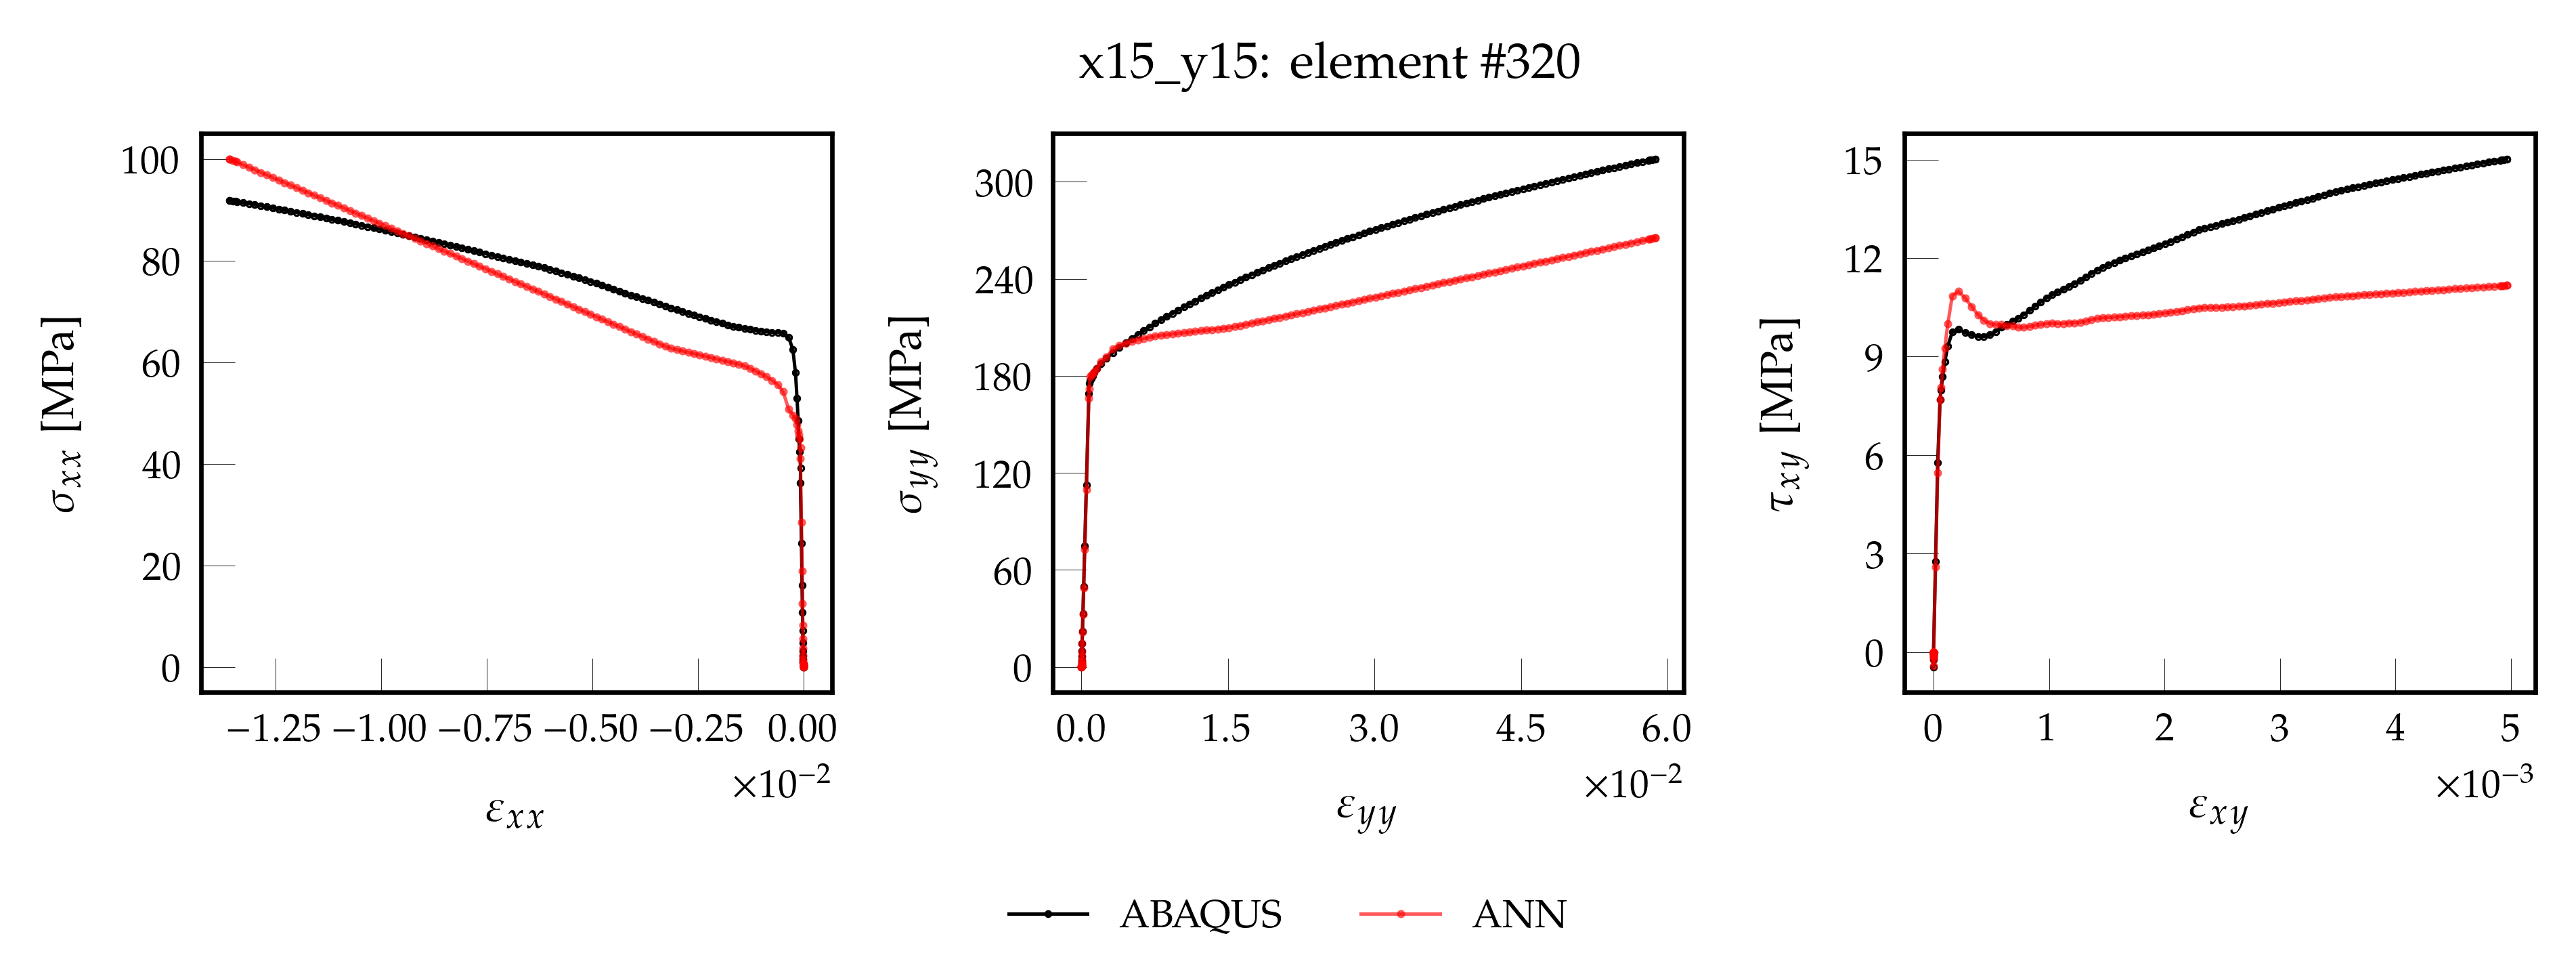 x15_y15: element #320
σxx [MPa]
100
80
60
40
20
0
−1.25 −1.00 −0.75 −0.50 −0.25 0.00
×10−2
εxx
σyy [MPa]
300
240
180
120
60
0
0.0 1.5 3.0 4.5 6.0
×10−2
εyy
τxy [MPa]
15
12
9
6
3
0
0 1 2 3 4 5
×10−3
εxy
ABAQUS ANN